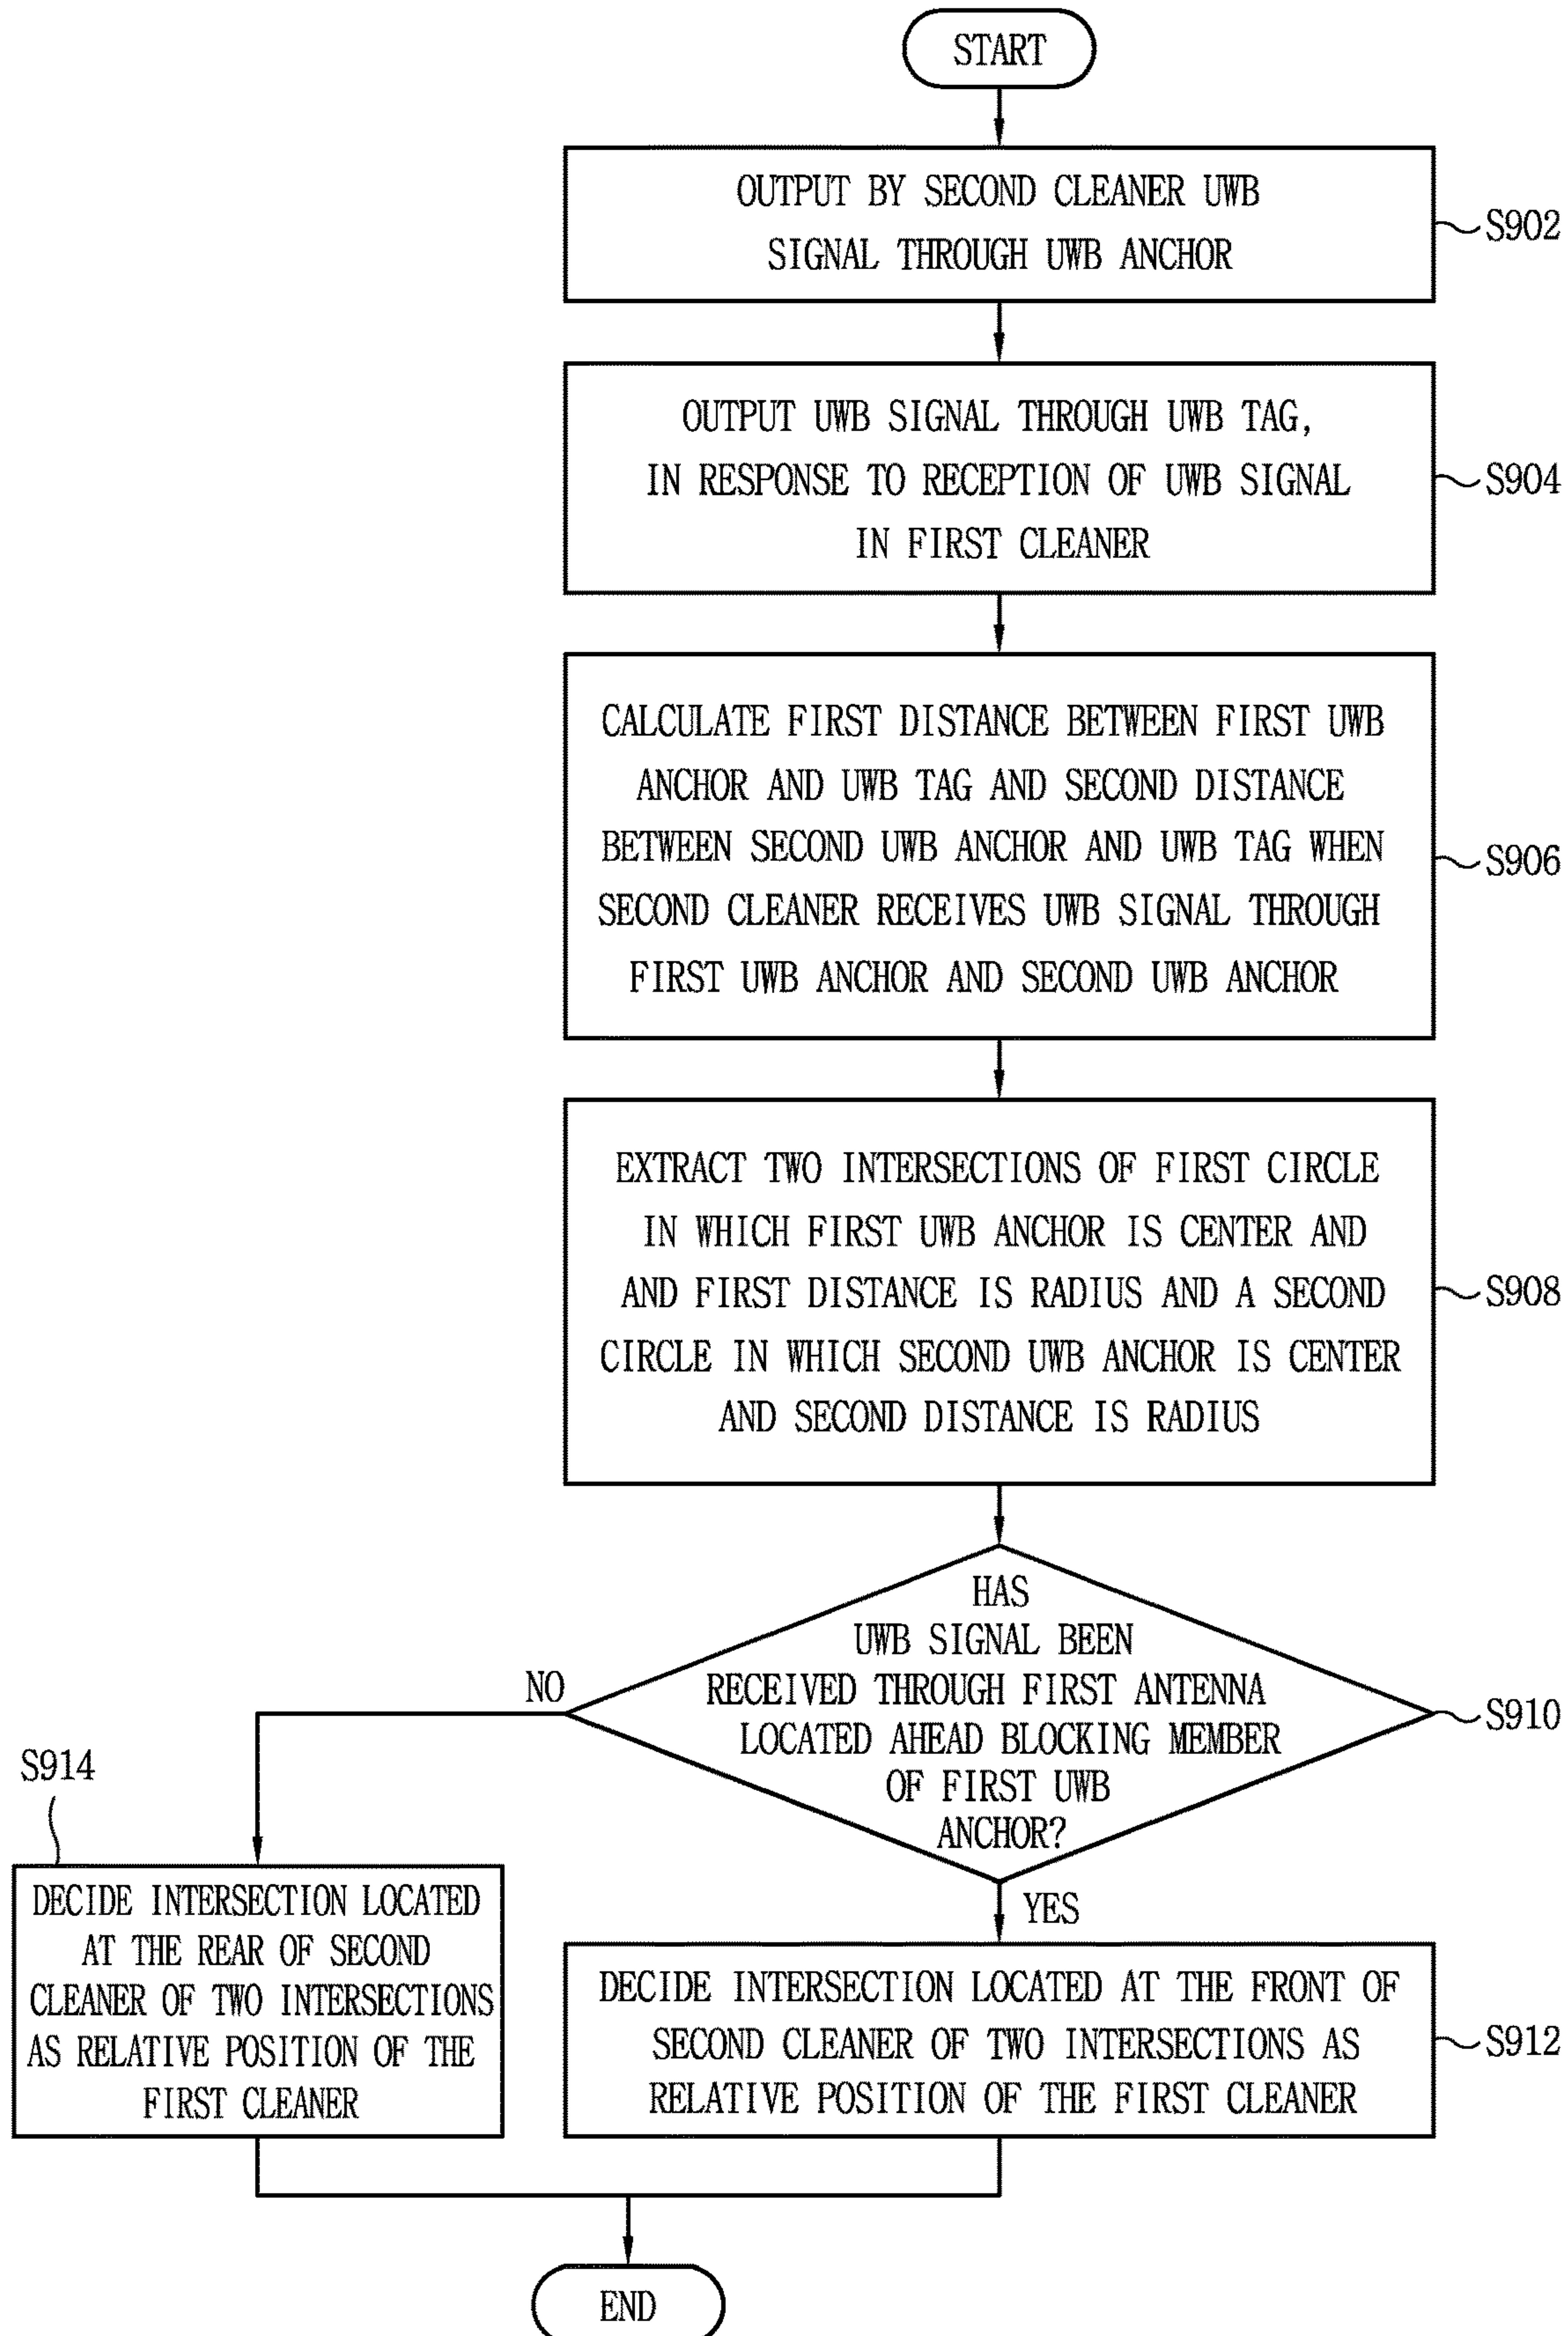 START
OUTPUT BY SECOND CLEANER UWB
SIGNAL THROUGH UWB ANCHOR
S902
OUTPUT UWB SIGNAL THROUGH UWB TAG,
IN RESPONSE TO RECEPTION OF UWB SIGNAL
IN FIRST CLEANER
S904
CALCULATE FIRST DISTANCE BETWEEN FIRST UWB
ANCHOR AND UWB TAG AND SECOND DISTANCE
BETWEEN SECOND UWB ANCHOR AND UWB TAG WHEN
SECOND CLEANER RECEIVES UWB SIGNAL THROUGH
FIRST UWB ANCHOR AND SECOND UWB ANCHOR
S906
EXTRACT TWO INTERSECTIONS OF FIRST CIRCLE
IN WHICH FIRST UWB ANCHOR IS CENTER AND
AND FIRST DISTANCE IS RADIUS AND A SECOND
CIRCLE IN WHICH SECOND UWB ANCHOR IS CENTER
AND SECOND DISTANCE IS RADIUS
S908
HAS
UWB SIGNAL BEEN
RECEIVED THROUGH FIRST ANTENNA
LOCATED AHEAD BLOCKING MEMBER
OF FIRST UWB
ANCHOR?
S910
NO
S914
DECIDE INTERSECTION LOCATED
AT THE REAR OF SECOND
CLEANER OF TWO INTERSECTIONS
AS RELATIVE POSITION OF THE
FIRST CLEANER
YES
DECIDE INTERSECTION LOCATED AT THE FRONT OF
SECOND CLEANER OF TWO INTERSECTIONS AS
RELATIVE POSITION OF THE FIRST CLEANER
S912
END